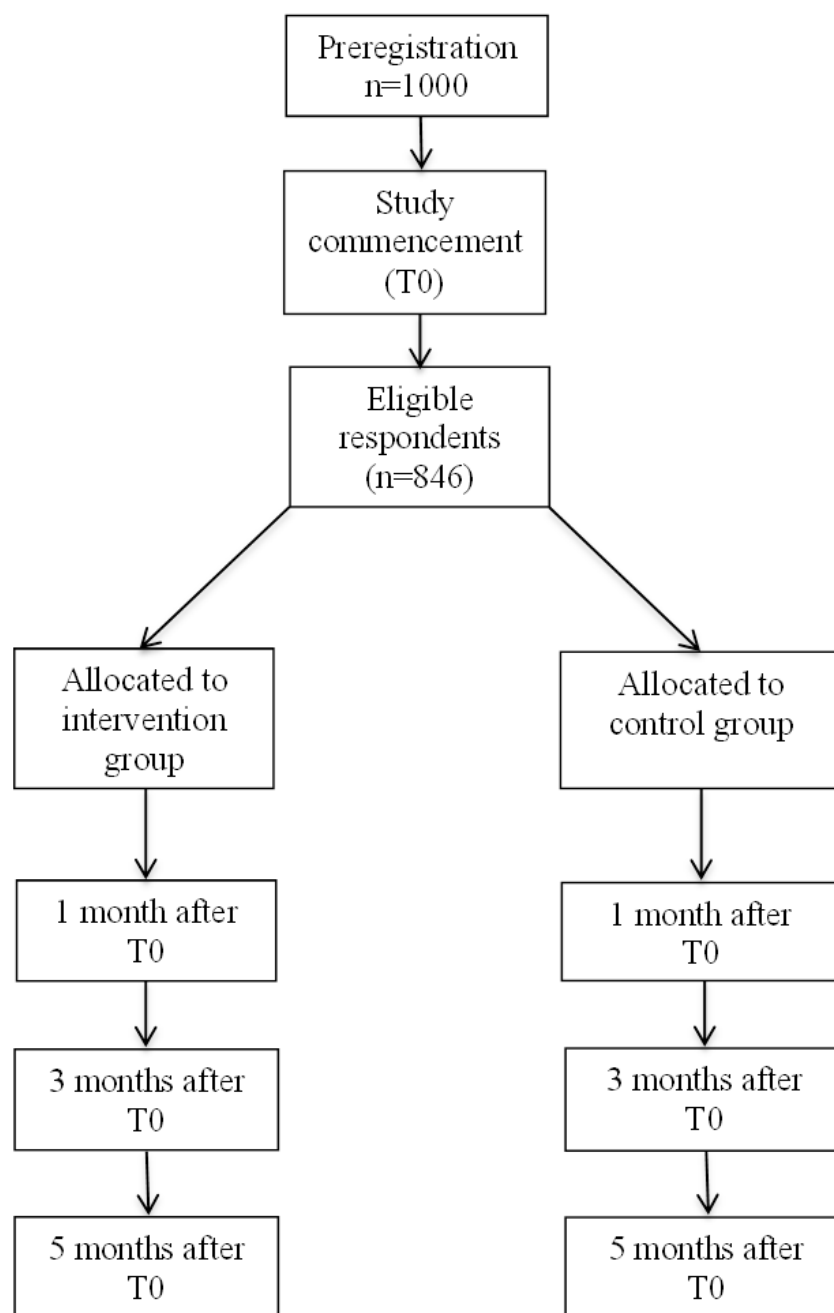 Preregistration
n=1000
Study
commencement
(T0)
Eligible
respondents
(n=846)
Allocated to
intervention
group
Allocated to
control group
1 month after
T0
1 month after
T0
3 months after
T0
3 months after
T0
5 months after
T0
5 months after
T0